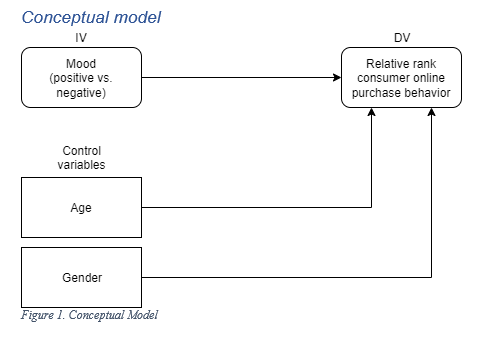 Conceptual model
IV
DV
Mood
(positive vs.
negative)
Relative rank
consumer online
purchase behavior
Control
variables
Age
Gender
Figure 1. Conceptual Model